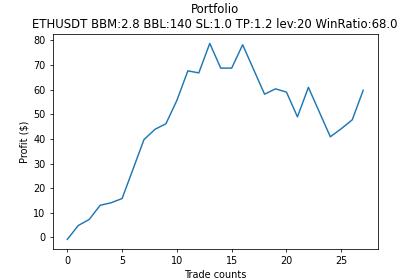 Portfolio
ETHUSDT BBM:2.8 BBL:140 SL:1.0 TP:1.2 lev:20 WinRatio:68.0
80
70
60
50
40
30
20
10
0
Profit ($)
0 5 10 15 20 25
Trade counts